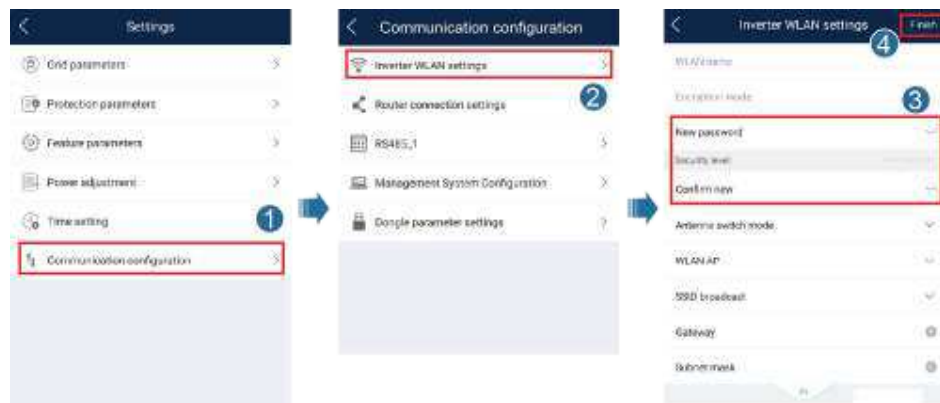 Settings
Grid parameters
Protection parameters
Feature parameters
Power adjustment
Time setting
1
Communication configuration
Communication configuration
Inverter WLAN settings
2
Router connection settings
RS485_1
Management System Configuration
Dongle parameter settings
Inverter WLAN settings
Finish
4
WLAN name
Encryption mode
3
New password
Security level
Confirm new
Antenna switch mode
WLAN AP
SSID broadcast
Gateway
Subnet mask